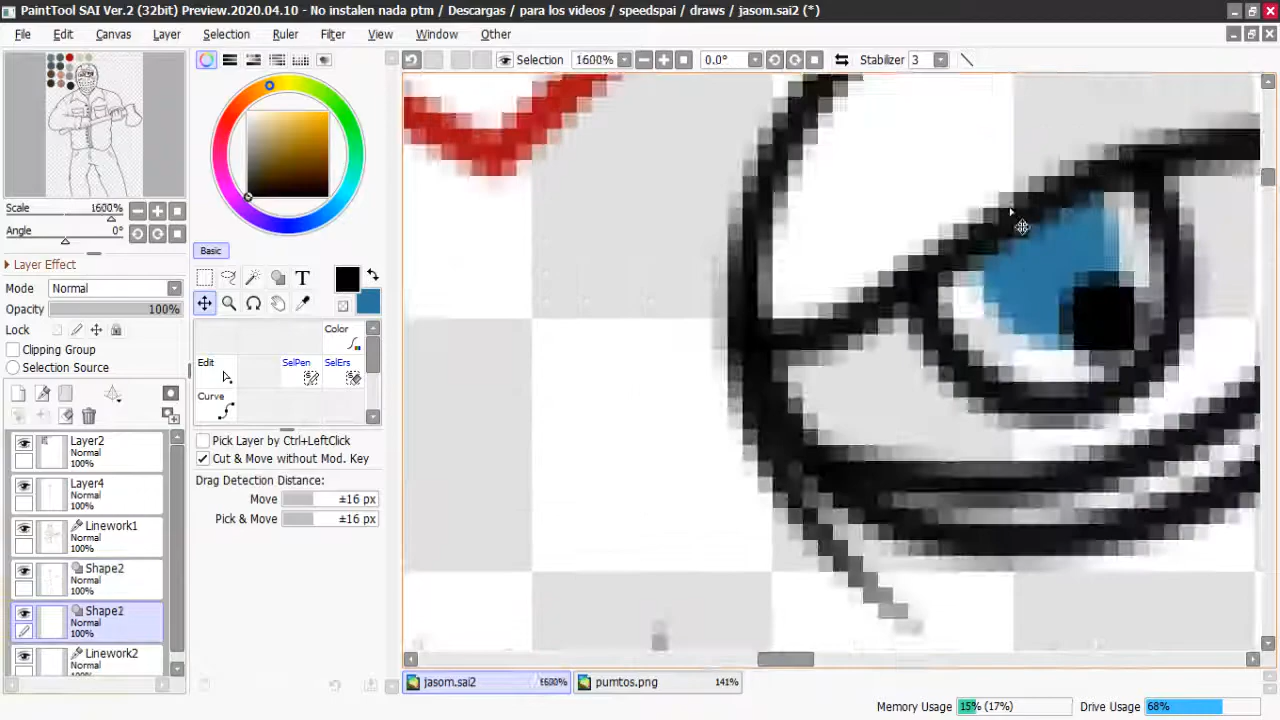 PaintTool SAI Ver.2 (32bit) Preview.2020.04.10 - No instalen nada ptm / Descargas / para los videos / speedspai / draws / jasom.sai2 (*)
File Edit Canvas Layer Selection Ruler Filter View Window Other
Selection 1600% 0.0° Stabilizer 3
Scale 1600%
Angle 0°
Layer Effect
Mode Normal
Opacity 100%
Lock
Clipping Group
Selection Source
Layer2
Normal
100%
Layer4
Normal
100%
Linework1
Normal
100%
Shape2
Normal
100%
Shape2
Normal
100%
Linework2
Normal
100%
Basic
T
Color
Edit SelPen SelErs
Curve
Pick Layer by Ctrl+LeftClick
Cut & Move without Mod. Key
Drag Detection Distance:
Move ±16 px
Pick & Move ±16 px
jasom.sai2 1600% pumtos.png 141%
Memory Usage 15% (17%) Drive Usage 68%